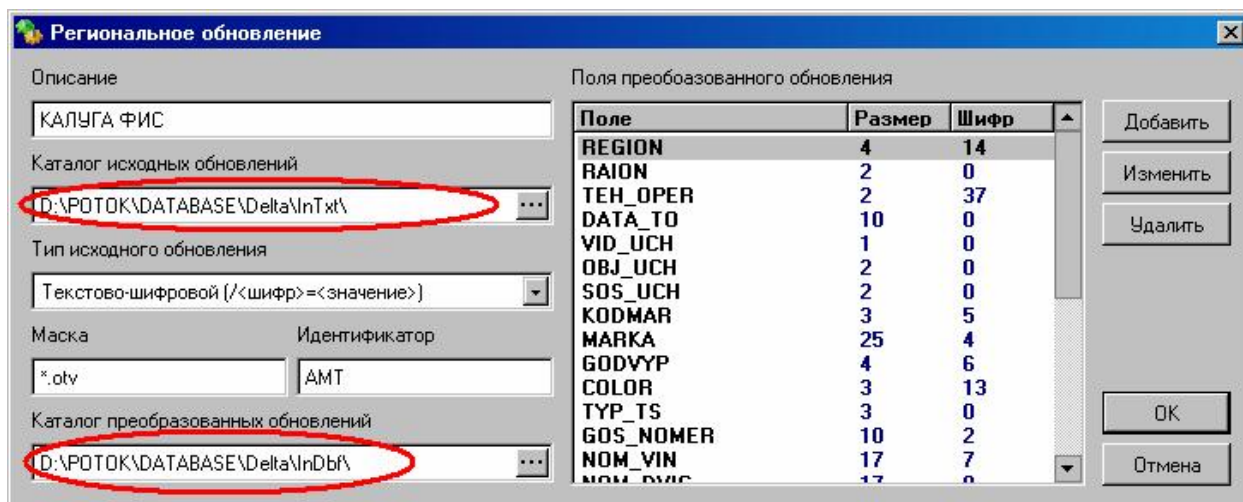 Региональное обновление
Описание
КАЛУГА ФИС
Каталог исходных обновлений
D:\POTOK\DATABASE\Delta\InTxt\
...
Тип исходного обновления
Текстово-шифровой (/<шифр>=<значение>)
Маска Идентификатор
*.otv АМТ
Каталог преобразованных обновлений
D:\POTOK\DATABASE\Delta\InDbf\
...
Поля преобоазованного обновления
Поле Размер Шифр
REGION 4 14
RAION 2 0
TEH_OPER 2 37
DATA_TO 10 0
VID_UCH 1 0
OBJ_UCH 2 0
SOS_UCH 2 0
KODMAR 3 5
MARKA 25 4
GODVYP 4 6
COLOR 3 13
TYP_TS 3 0
GOS_NOMER 10 2
NOM_VIN 17 7
NOM_DVIG 17 0
Добавить
Изменить
Удалить
OK
Отмена